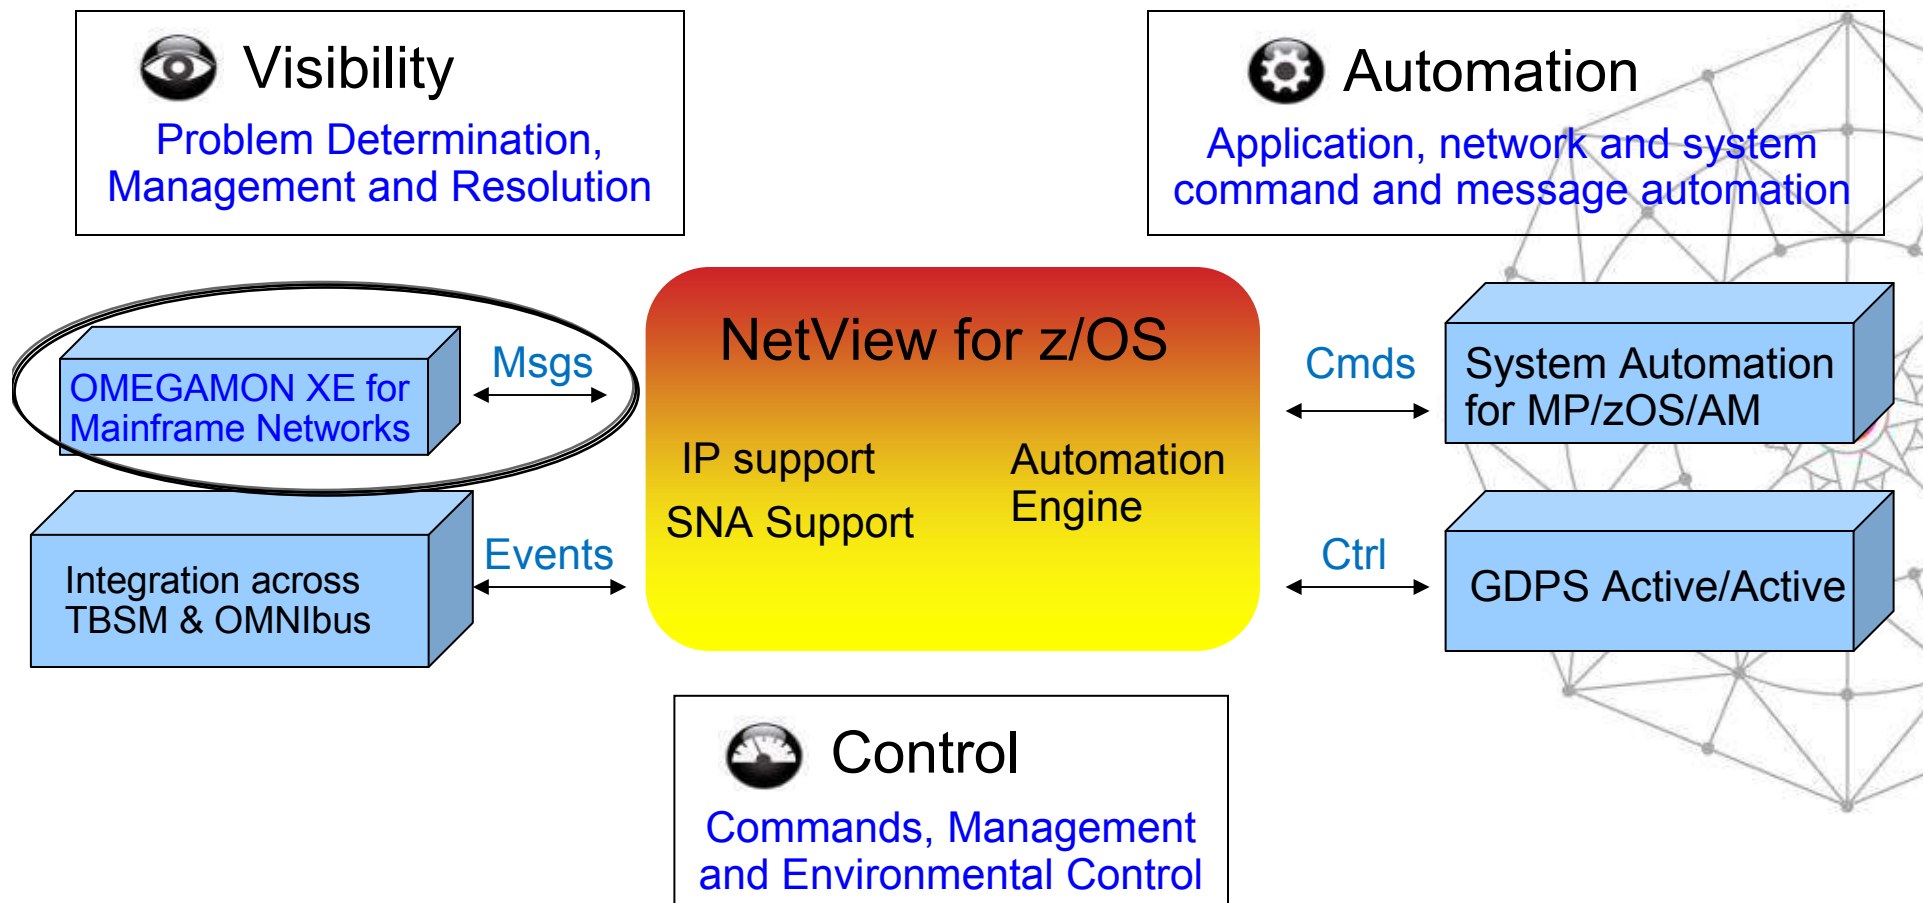 Visibility
Problem Determination,
Management and Resolution
Automation
Application, network and system
command and message automation
OMEGAMON XE for
Mainframe Networks
Msgs
Integration across
TBSM & OMNIbus
Events
NetView for z/OS
IP support
SNA Support
Automation
Engine
Cmds
System Automation
for MP/zOS/AM
Ctrl
GDPS Active/Active
Control
Commands, Management
and Environmental Control